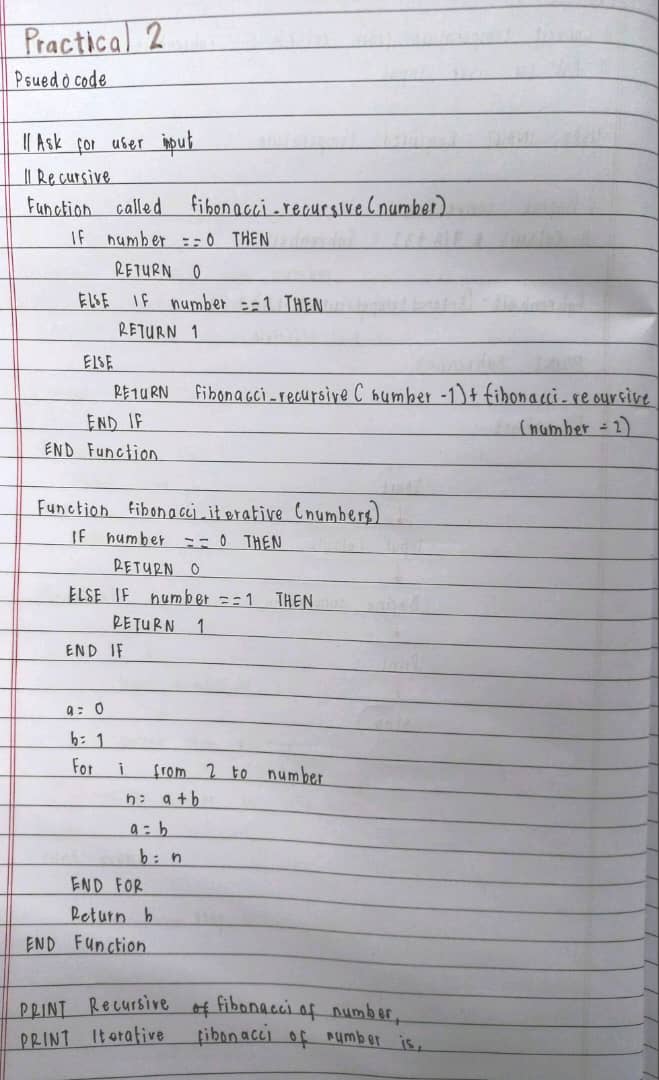 Practical 2
Psuedo code
// Ask for user input
// Recursive
Function called fibonacci_recursive (number)
IF number == 0 THEN
RETURN 0
ELSE IF number == 1 THEN
RETURN 1
ELSE
RETURN fibonacci_recursive (number -1) + fibonacci_recursive
(number - 2)
END IF
END Function
Function fibonacci_iterative (numbers)
IF number == 0 THEN
RETURN 0
ELSE IF number == 1 THEN
RETURN 1
END IF
a = 0
b = 1
For i from 2 to number
n = a + b
a = b
b = n
END FOR
Return b
END Function
PRINT Recursive of fibonacci of number,
PRINT Iterative fibonacci of number is,